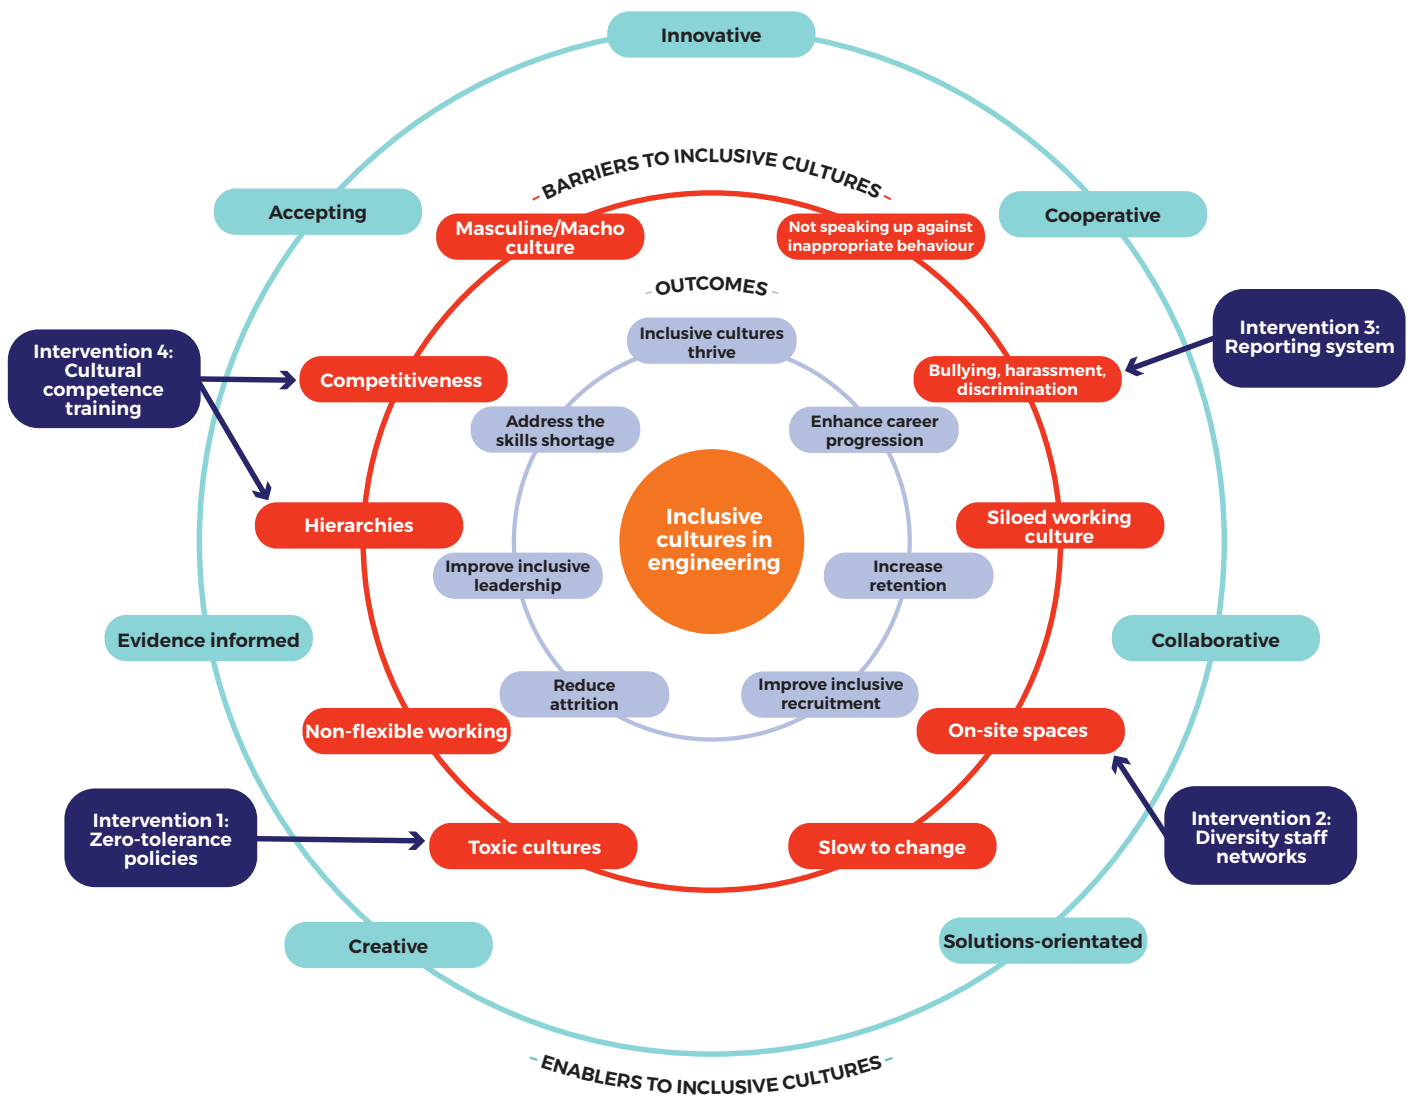 Innovative
BARRIERS TO INCLUSIVE CULTURES
Accepting
Cooperative
Masculine/Macho
culture
Not speaking up against
inappropriate behaviour
OUTCOMES
Inclusive cultures
thrive
Intervention 3:
Reporting system
Intervention 4:
Cultural
competence
training
Competitiveness
Bullying, harassment,
discrimination
Address the
skills shortage
Enhance career
progression
Inclusive
cultures in
engineering
Hierarchies
Siloed working
culture
Improve inclusive
leadership
Increase
retention
Evidence informed
Collaborative
Reduce
attrition
Improve inclusive
recruitment
Non-flexible working
On-site spaces
Intervention 1:
Zero-tolerance
policies
Toxic cultures
Slow to change
Intervention 2:
Diversity staff
networks
Creative
Solutions-orientated
ENABLERS TO INCLUSIVE CULTURES